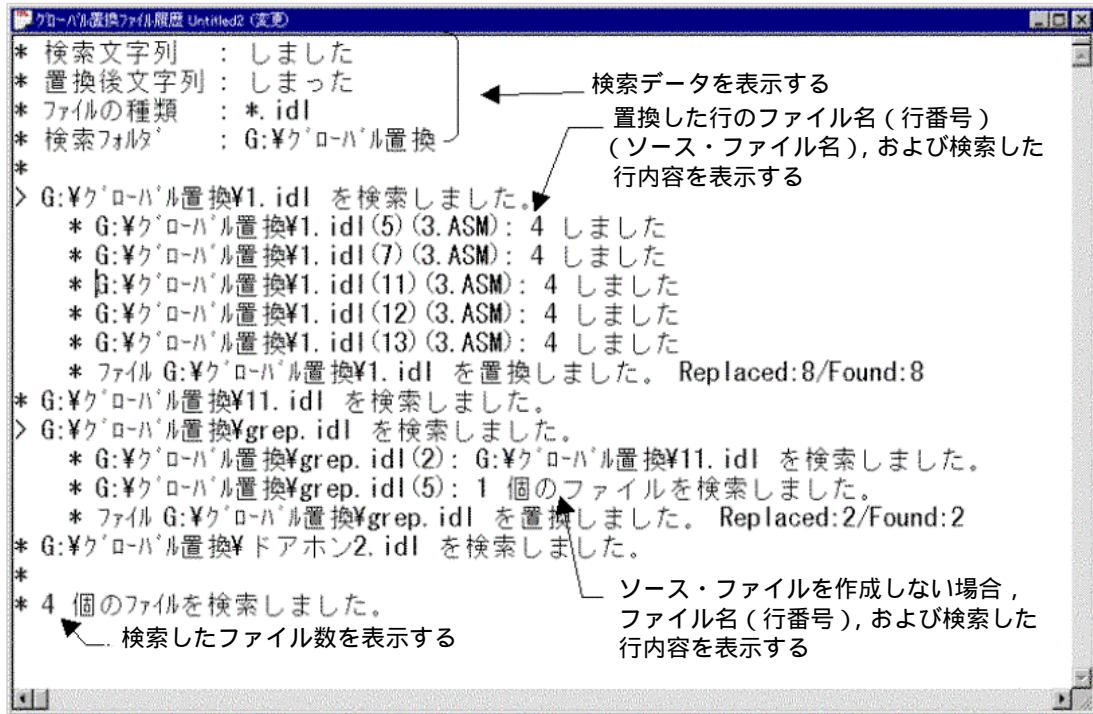 グローバル置換ファイル履歴 Untitled2 (変更)
* 検索文字列 : しました
* 置換後文字列 : しまった
* ファイルの種類 : *.idl
* 検索フォルダ : G:¥グローバル置換
*
検索データを表示する
置換した行のファイル名(行番号)
(ソース・ファイル名),および検索した
行内容を表示する
> G:¥グローバル置換¥1.idl を検索しました。
* G:¥グローバル置換¥1.idl(5)(3.ASM): 4 しました
* G:¥グローバル置換¥1.idl(7)(3.ASM): 4 しました
* G:¥グローバル置換¥1.idl(11)(3.ASM): 4 しました
* G:¥グローバル置換¥1.idl(12)(3.ASM): 4 しました
* G:¥グローバル置換¥1.idl(13)(3.ASM): 4 しました
* ファイル G:¥グローバル置換¥1.idl を置換しました。 Replaced:8/Found:8
* G:¥グローバル置換¥11.idl を検索しました。
> G:¥グローバル置換¥grep.idl を検索しました。
* G:¥グローバル置換¥grep.idl(2): G:¥グローバル置換¥11.idl を検索しました。
* G:¥グローバル置換¥grep.idl(5): 1 個のファイルを検索しました。
* ファイル G:¥グローバル置換¥grep.idl を置換しました。 Replaced:2/Found:2
* G:¥グローバル置換¥ドアホン2.idl を検索しました。
*
* 4 個のファイルを検索しました。
検索したファイル数を表示する
ソース・ファイルを作成しない場合,
ファイル名(行番号),および検索した
行内容を表示する